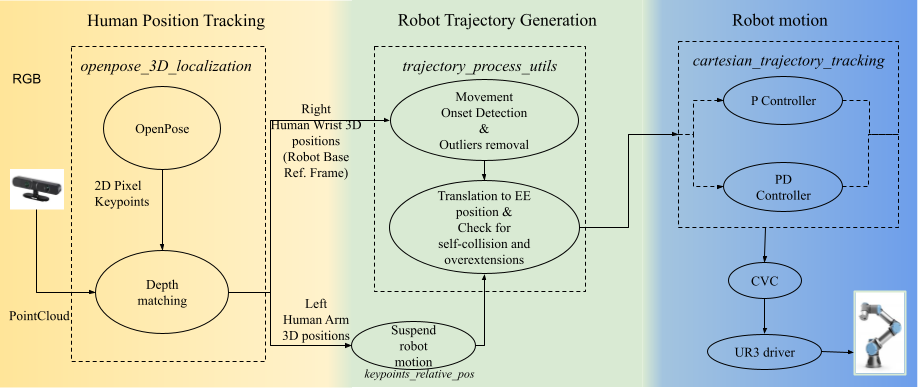 Human Position Tracking
Robot Trajectory Generation
Robot motion
openpose_3D_localization
trajectory_process_utils
cartesian_trajectory_tracking
RGB
OpenPose
2D Pixel
Keypoints
PointCloud
Depth
matching
Right
Human Wrist 3D
positions
(Robot Base
Ref. Frame)
Left
Human Arm
3D positions
Movement
Onset Detection
&
Outliers removal
Translation to EE
position &
Check for
self-collision and
overextensions
Suspend
robot
motion
keypoints_relative_pos
P Controller
PD
Controller
CVC
UR3 driver